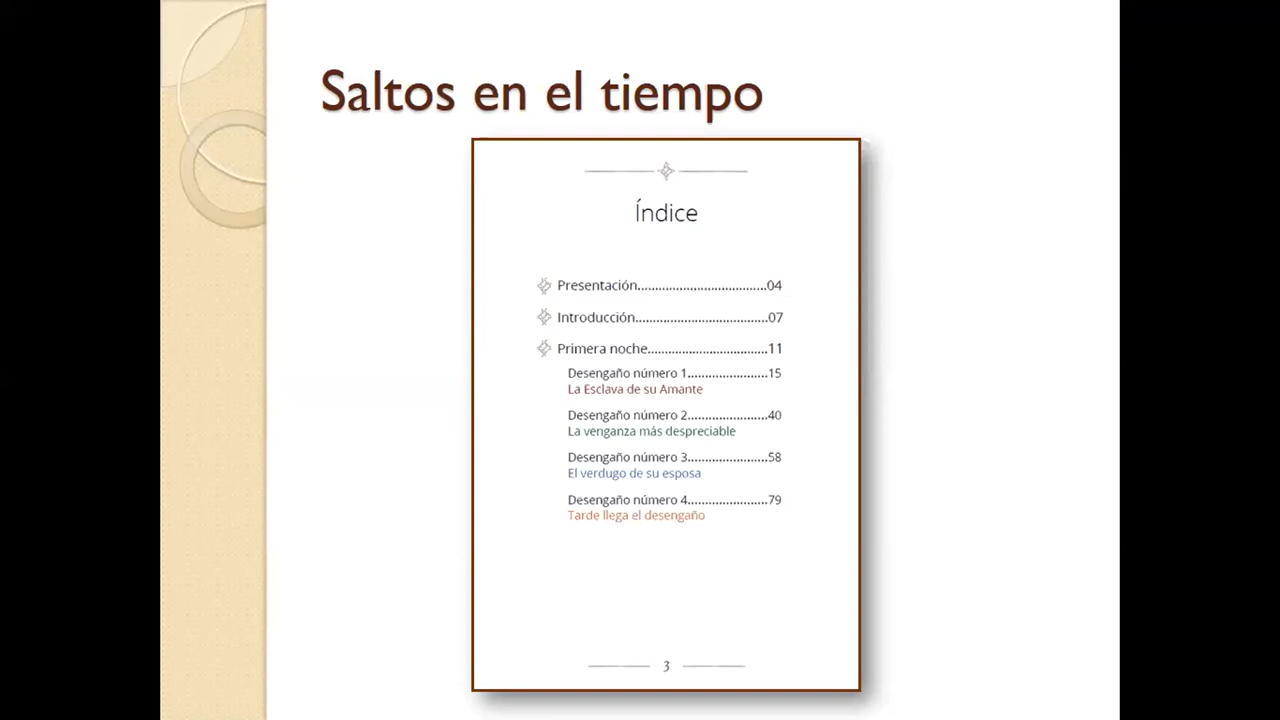 Saltos en el tiempo
Índice
Presentación.....................................04
Introducción......................................07
Primera noche..................................11
Desengaño número 1.......................15
La Esclava de su Amante
Desengaño número 2.......................40
La venganza más despreciable
Desengaño número 3.......................58
El verdugo de su esposa
Desengaño número 4.......................79
Tarde llega el desengaño
3